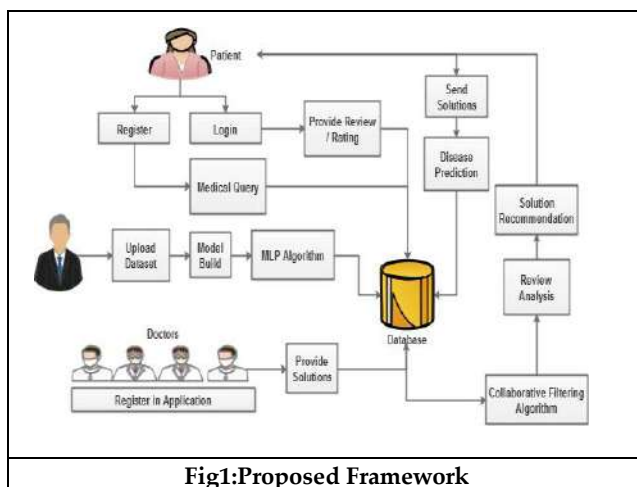 Patient
Send
Solutions
Register
Login
Provide Review
/ Rating
Disease
Prediction
Medical Query
Solution
Recommendation
Upload
Dataset
Model
Build
MLP Algorithm
Review
Analysis
Database
Doctors
Provide
Solutions
Register in Application
Collaborative Filtering
Algorithm
Fig1:Proposed Framework